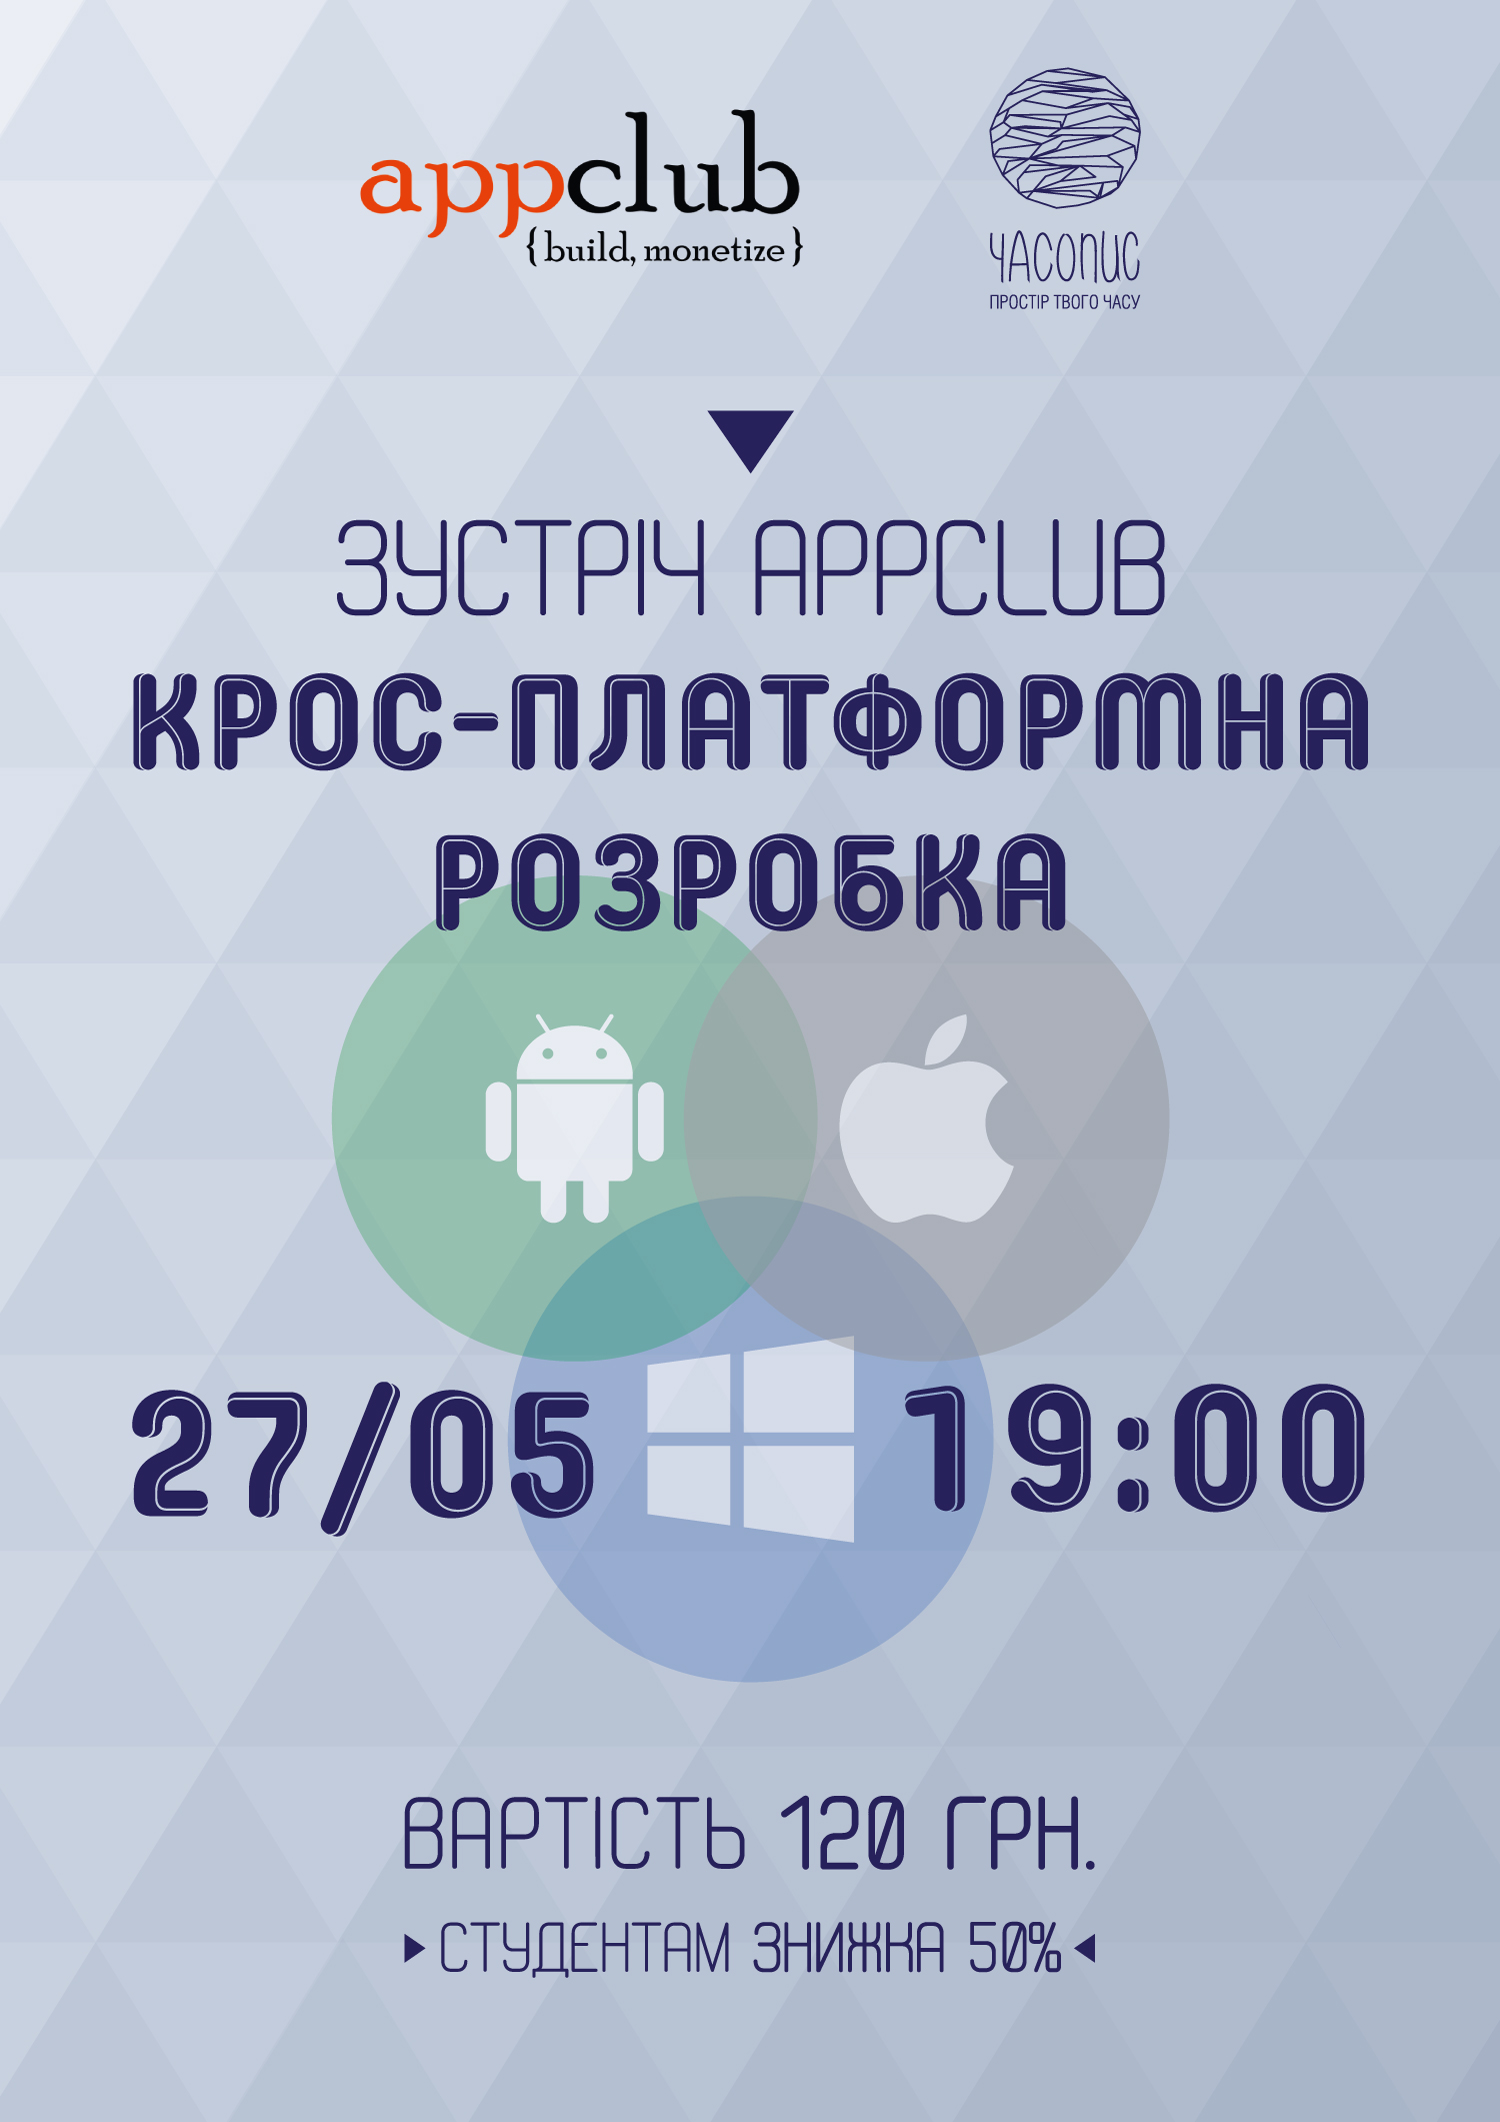 appclub
{build, monetize}
ЧАСОПИС
ПРОСТІР ТВОГО ЧАСУ
ЗУСТРІЧ APPCLUB
КРОС-ПЛАТФОРМНА
РОЗРОБКА
27/05 19:00
ВАРТІСТЬ 120 ГРН.
СТУДЕНТАМ ЗНИЖКА 50%